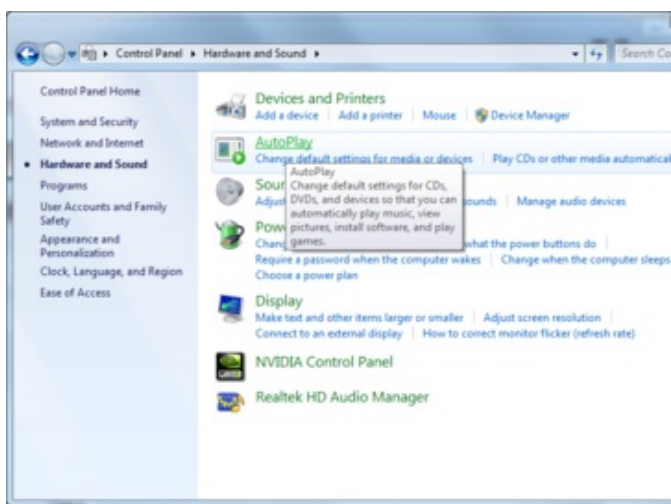 Control Panel Hardware and Sound Search Co
Control Panel Home
System and Security
Network and Internet
Hardware and Sound
Programs
User Accounts and Family
Safety
Appearance and
Personalization
Clock, Language, and Region
Ease of Access
Devices and Printers
Add a device Add a printer Mouse Device Manager
AutoPlay
Change default settings for media or devices Play CDs or other media automatical
AutoPlay
Change default settings for CDs,
DVDs, and devices so that you can
automatically play music, view
pictures, install software, and play
games.
Sour
Adjus ounds Manage audio devices
Pow
Chang what the power buttons do
Require a password when the computer wakes Change when the computer sleeps
Choose a power plan
Display
Make text and other items larger or smaller Adjust screen resolution
Connect to an external display How to correct monitor flicker (refresh rate)
NVIDIA Control Panel
Realtek HD Audio Manager